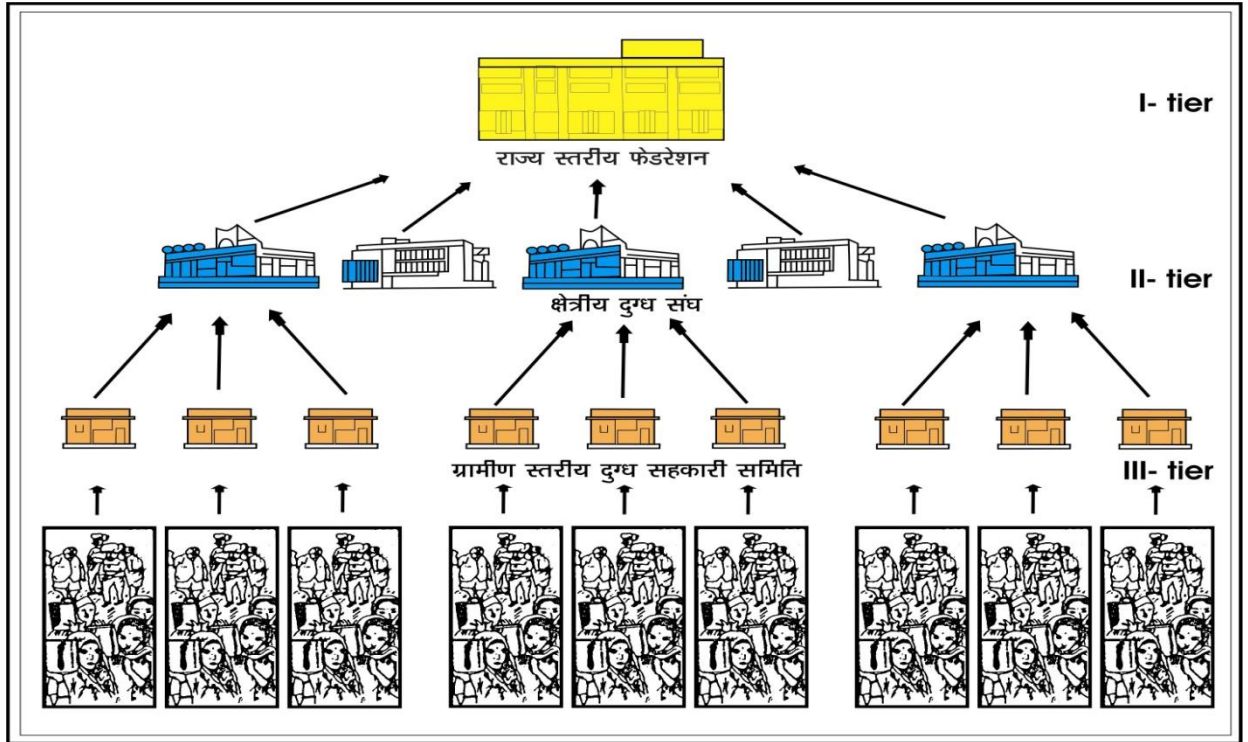 I- tier
राज्य स्तरीय फेडरेशन
II- tier
क्षेत्रीय दुग्ध संघ
ग्रामीण स्तरीय दुग्ध सहकारी समिति
III- tier